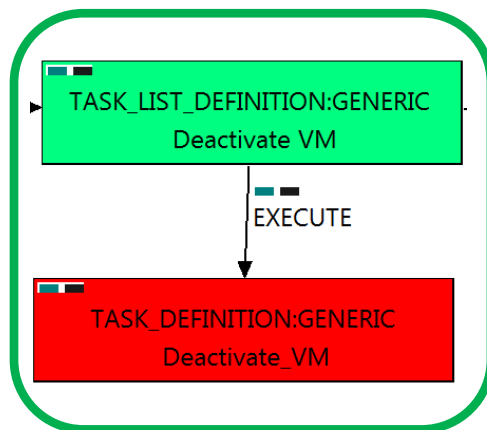 TASK_LIST_DEFINITION:GENERIC
Deactivate VM
EXECUTE
TASK_DEFINITION:GENERIC
Deactivate_VM